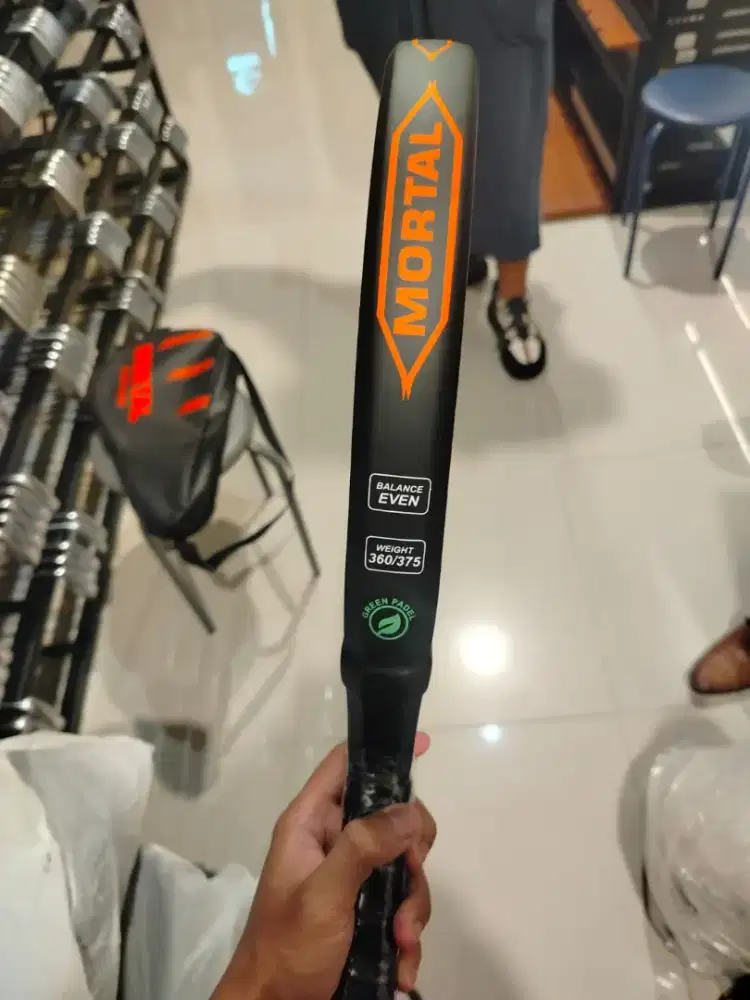 MORTAL
BALANCE
EVEN
WEIGHT
360/375
GREEN PADEL